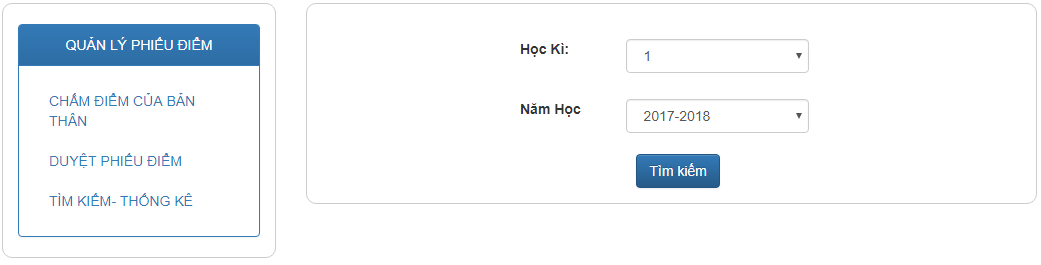 QUẢN LÝ PHIẾU ĐIỂM
CHẤM ĐIỂM CỦA BẢN
THÂN
DUYỆT PHIẾU ĐIỂM
TÌM KIẾM- THỐNG KÊ
Học Kì:
1
Năm Học
2017-2018
Tìm kiếm